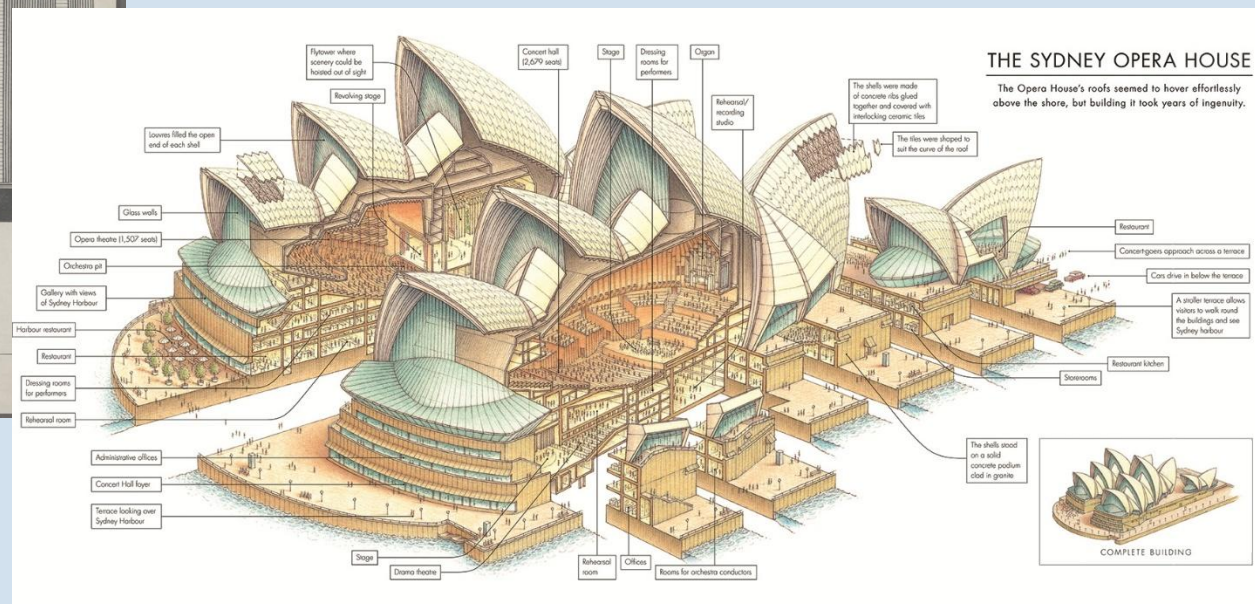 THE SYDNEY OPERA HOUSE
The Opera House's roofs seemed to hover effortlessly
above the shore, but building it took years of ingenuity.
Flytower where
scenery could be
hoisted out of sight
Revolving stage
Louvres filled the open
end of each shell
Glass walls
Opera theatre (1,507 seats)
Orchestra pit
Gallery with views
of Sydney Harbour
Harbour restaurant
Restaurant
Dressing rooms
for performers
Rehearsal room
Administrative offices
Concert Hall foyer
Terrace looking over
Sydney Harbour
Stage
Drama theatre
Rehearsal
room
Offices
Rooms for orchestra conductors
Concert hall
(2,679 seats)
Stage
Dressing
rooms for
performers
Organ
Rehearsal/
recording
studio
The shells were made
of concrete ribs glued
together and covered with
interlocking ceramic tiles
The tiles were shaped to
suit the curve of the roof
Restaurant
Concert-goers approach across a terrace
Cars drive in below the terrace
A stroller terrace allows
visitors to walk round
the buildings and see
Sydney harbour
Restaurant kitchen
Storerooms
The shells stood
on a solid
concrete podium
clad in granite
COMPLETE BUILDING